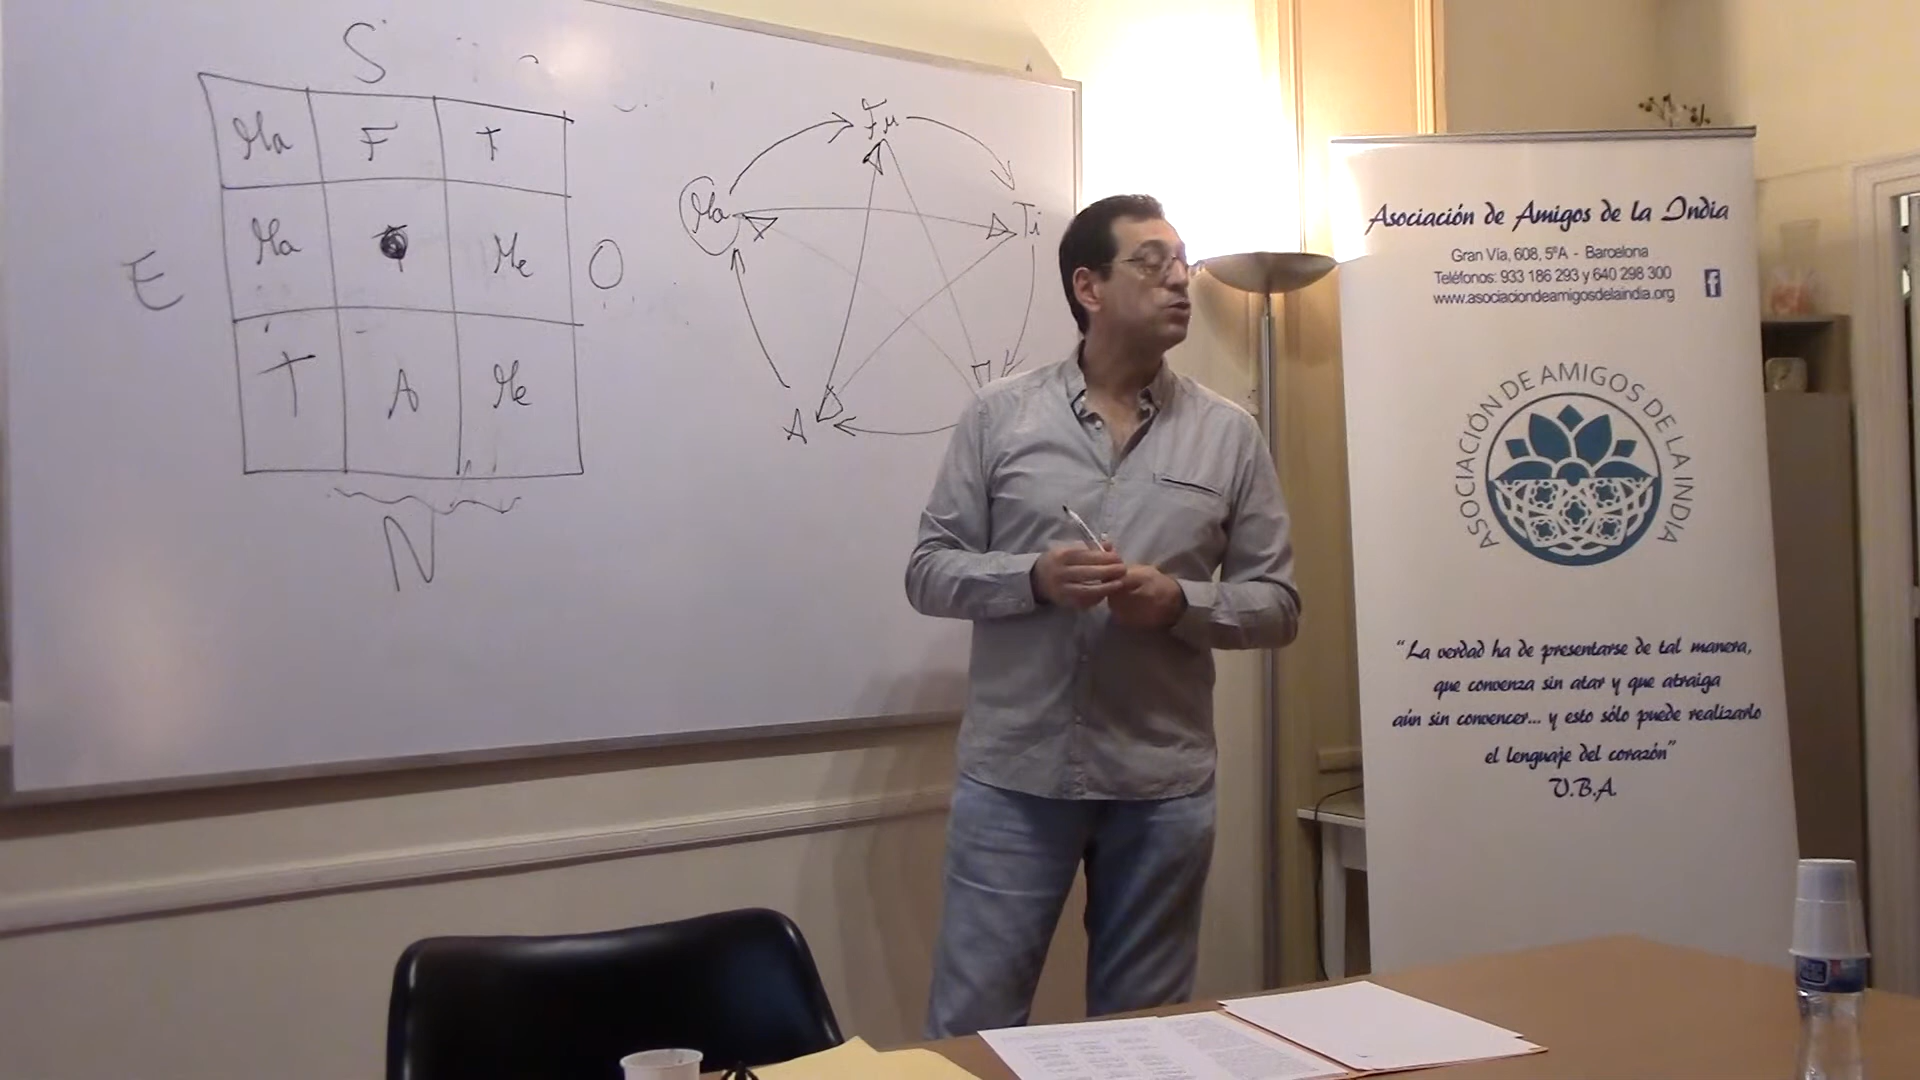 S
Ma F T
E Ma Me O
T A Me
N
Fu
Ma Ti
A
Asociación de Amigos de la India
Gran Vía, 608, 5ºA - Barcelona
Teléfonos: 933 186 293 y 640 298 300
www.asociaciondeamigosdelaindia.org
f
ASOCIACIÓN DE AMIGOS DE LA INDIA
"La verdad ha de presentarse de tal manera,
que convenza sin atar y que atraiga
aún sin convencer... y esto sólo puede realizarlo
el lenguaje del corazón"
V.B.A.